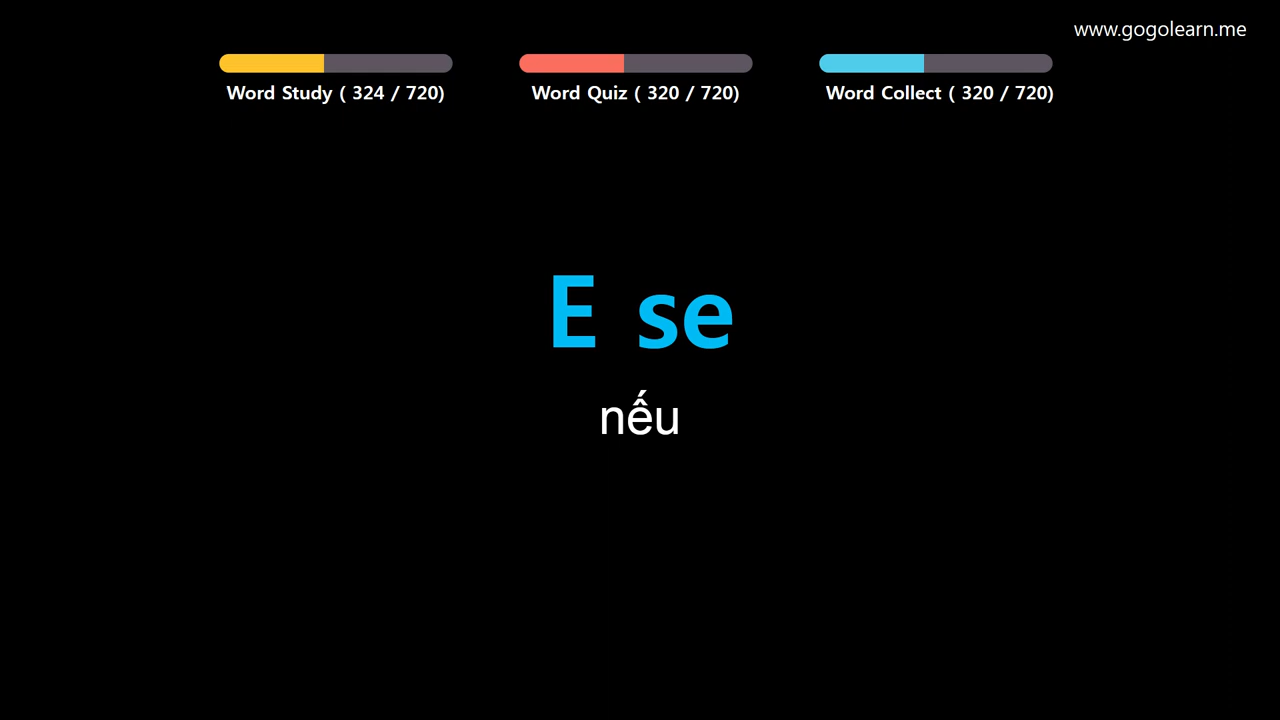 www.gogolearn.me
Word Study ( 324 / 720)
Word Quiz ( 320 / 720)
Word Collect ( 320 / 720)
E se
nếu